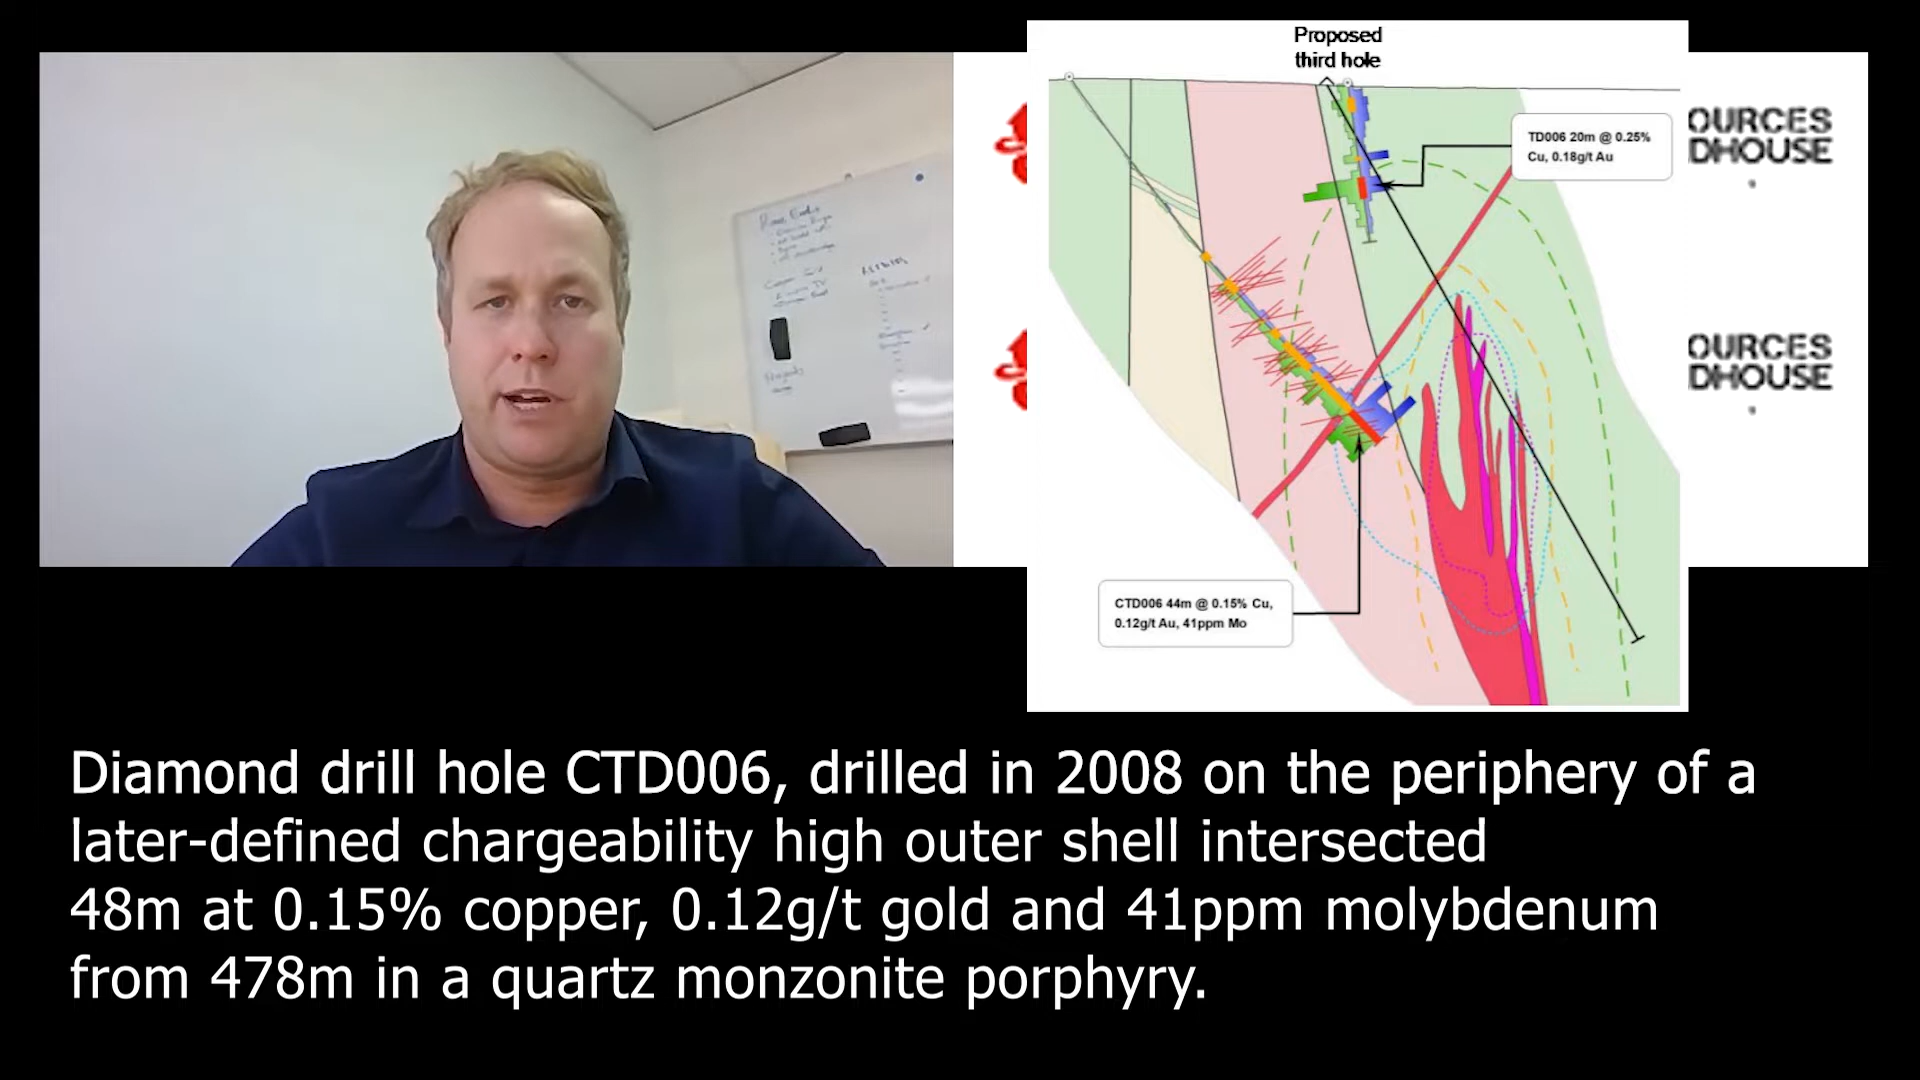 Proposed
third hole
OURCES
DHOUSE
TD006 20m @ 0.25%
Cu, 0.18g/t Au
OURCES
DHOUSE
CTD006 44m @ 0.15% Cu,
0.12g/t Au, 41ppm Mo
Diamond drill hole CTD006, drilled in 2008 on the periphery of a
later-defined chargeability high outer shell intersected
48m at 0.15% copper, 0.12g/t gold and 41ppm molybdenum
from 478m in a quartz monzonite porphyry.